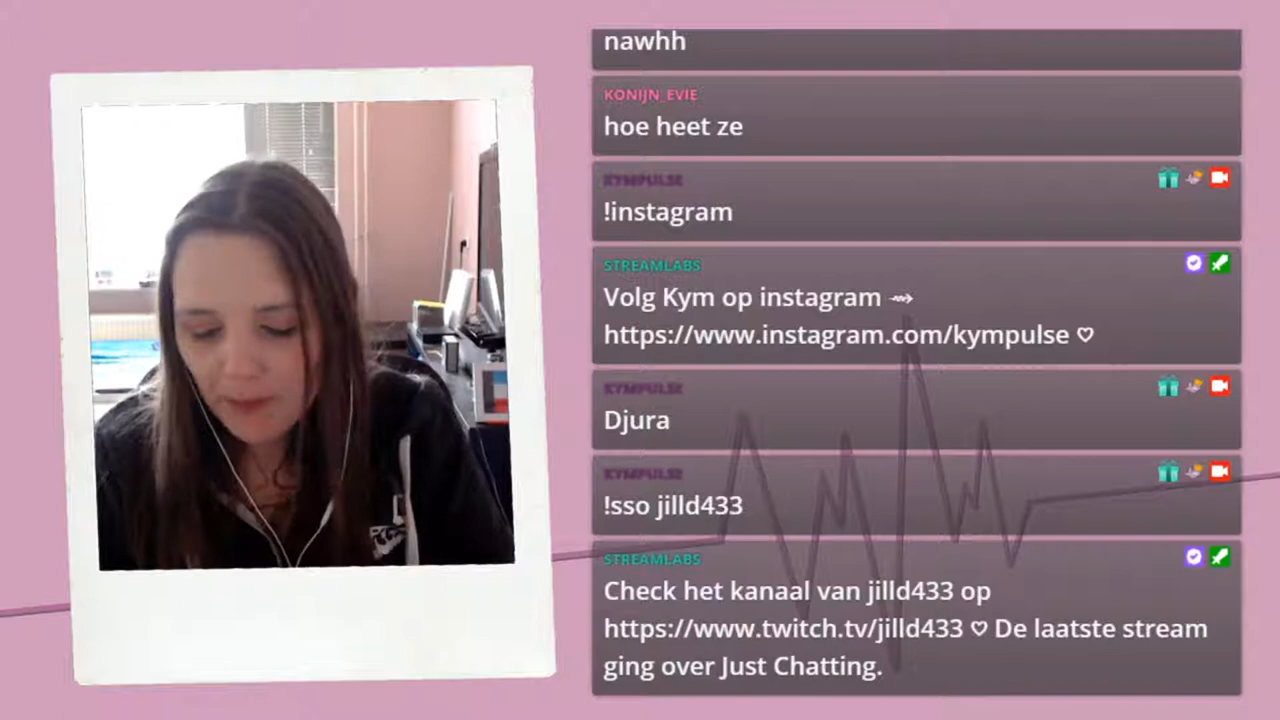 nawhh
KONIJN_EVIE
hoe heet ze
KYMPULSE
!instagram
STREAMLABS
Volg Kym op instagram ⇝
https://www.instagram.com/kympulse ♡
KYMPULSE
Djura
KYMPULSE
!sso jilld433
STREAMLABS
Check het kanaal van jilld433 op
https://www.twitch.tv/jilld433 ♡ De laatste stream
ging over Just Chatting.